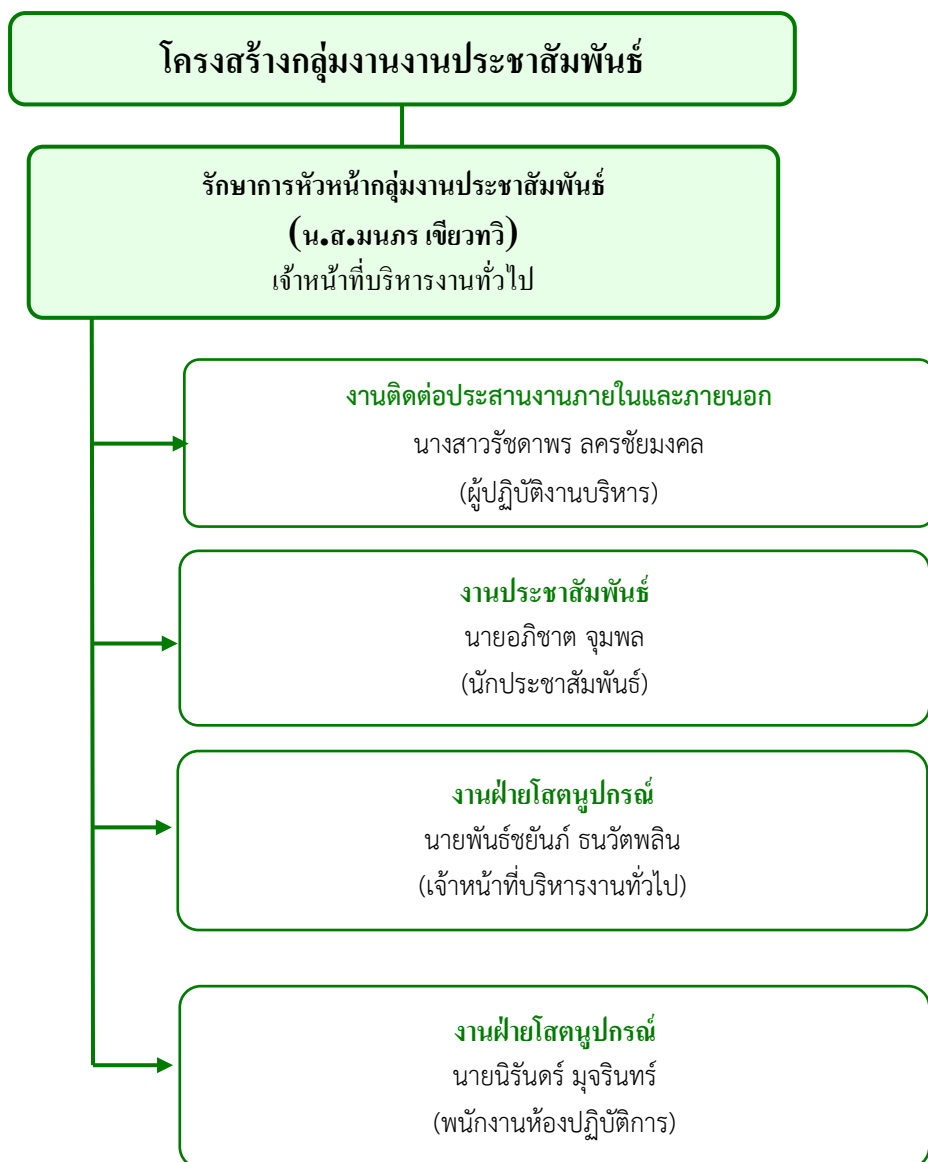 โครงสร้างกลุ่มงานงานประชาสัมพันธ์
รักษาการหัวหน้ากลุ่มงานประชาสัมพันธ์
(น.ส.มนภร เขียวทวิ)
เจ้าหน้าที่บริหารงานทั่วไป
งานติดต่อประสานงานภายในและภายนอก
นางสาวรัชดาพร ลครชัยมงคล
(ผู้ปฏิบัติงานบริหาร)
งานประชาสัมพันธ์
นายอภิชาต จุมพล
(นักประชาสัมพันธ์)
งานฝ่ายโสตนูปกรณ์
นายพันธ์ชยันภ์ ธนวัตพลิน
(เจ้าหน้าที่บริหารงานทั่วไป)
งานฝ่ายโสตนูปกรณ์
นายนิรันดร์ มุจรินทร์
(พนักงานห้องปฏิบัติการ)